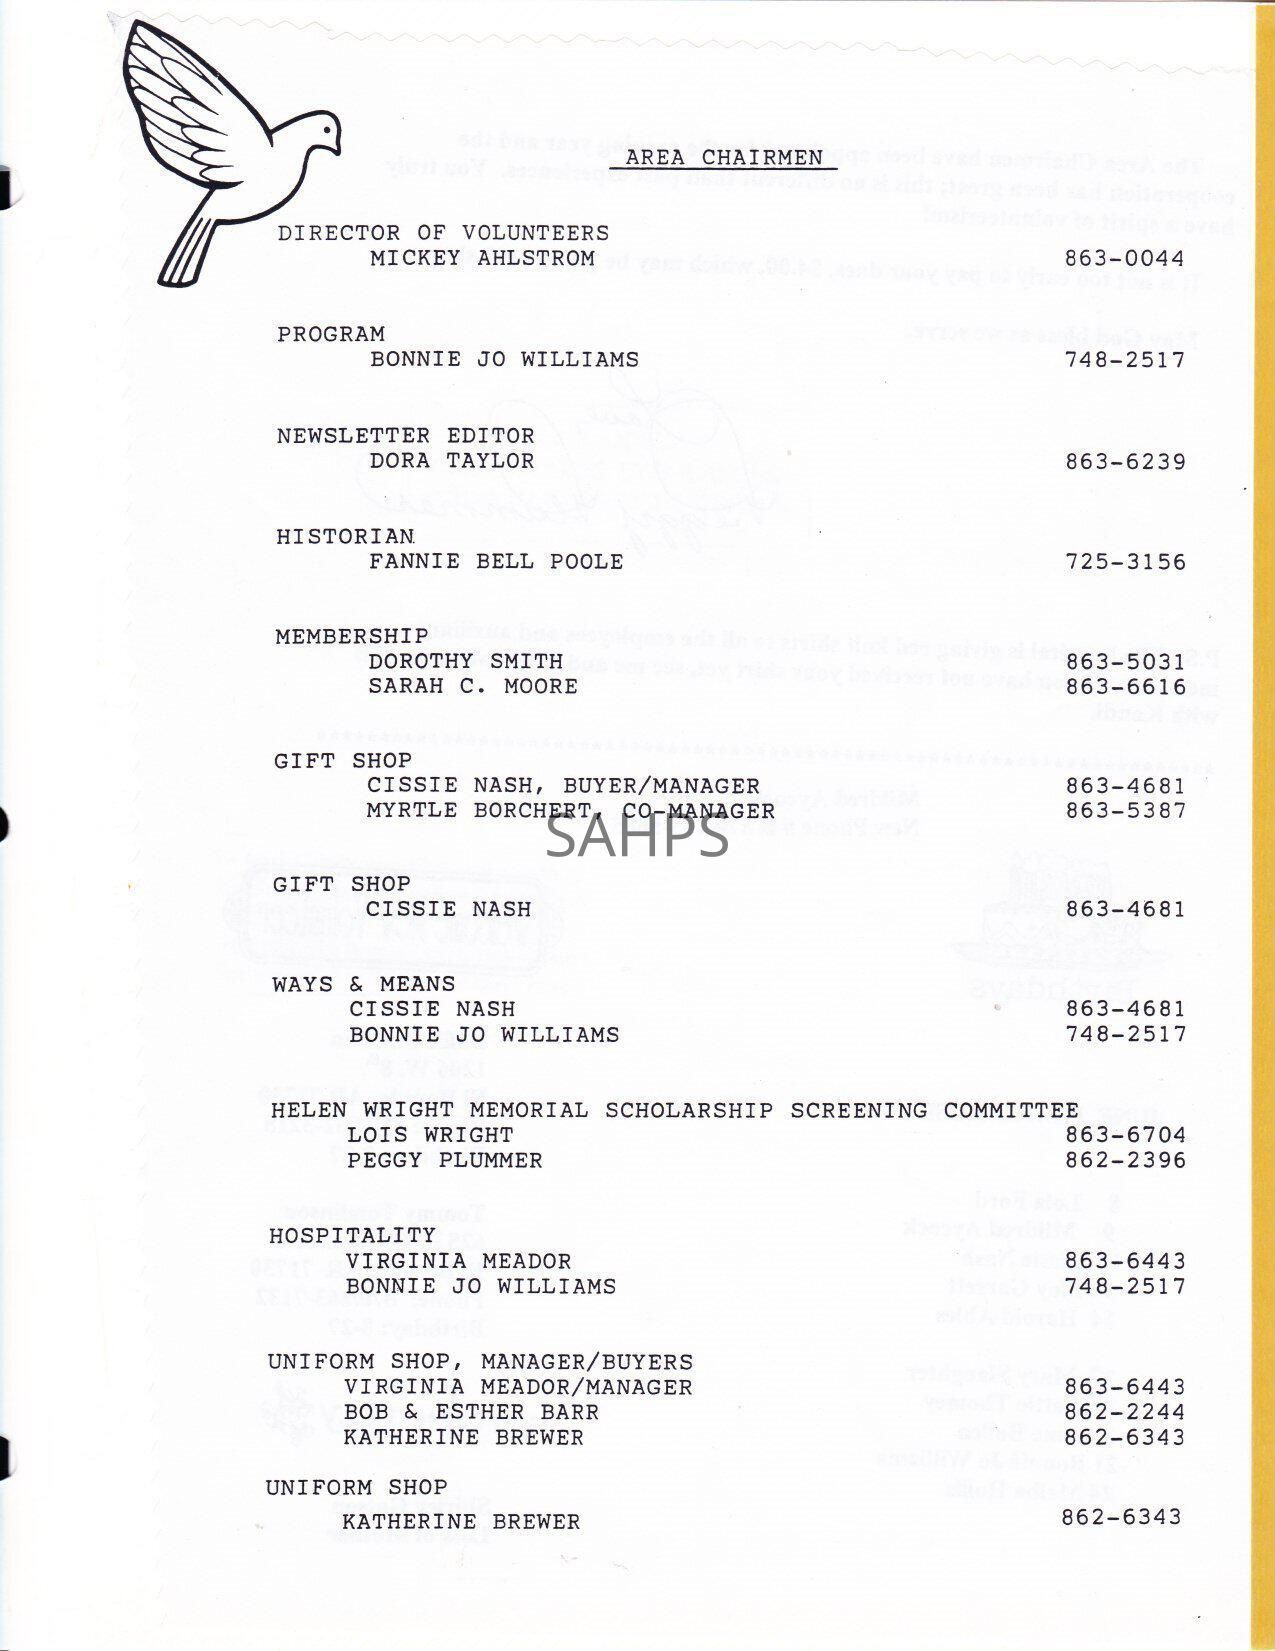 AREA CHAIRMEN
DIRECTOR OF VOLUNTEERS
MICKEY AHLSTROM 863-0044
PROGRAM
BONNIE JO WILLIAMS 748-2517
NEWSLETTER EDITOR
DORA TAYLOR 863-6239
HISTORIAN
FANNIE BELL POOLE 725-3156
MEMBERSHIP
DOROTHY SMITH 863-5031
SARAH C. MOORE 863-6616
GIFT SHOP
CISSIE NASH, BUYER/MANAGER 863-4681
MYRTLE BORCHERT, CO-MANAGER 863-5387
SAHPS
GIFT SHOP
CISSIE NASH 863-4681
WAYS & MEANS
CISSIE NASH 863-4681
BONNIE JO WILLIAMS 748-2517
HELEN WRIGHT MEMORIAL SCHOLARSHIP SCREENING COMMITTEE
LOIS WRIGHT 863-6704
PEGGY PLUMMER 862-2396
HOSPITALITY
VIRGINIA MEADOR 863-6443
BONNIE JO WILLIAMS 748-2517
UNIFORM SHOP, MANAGER/BUYERS
VIRGINIA MEADOR/MANAGER 863-6443
BOB & ESTHER BARR 862-2244
KATHERINE BREWER 862-6343
UNIFORM SHOP
KATHERINE BREWER 862-6343